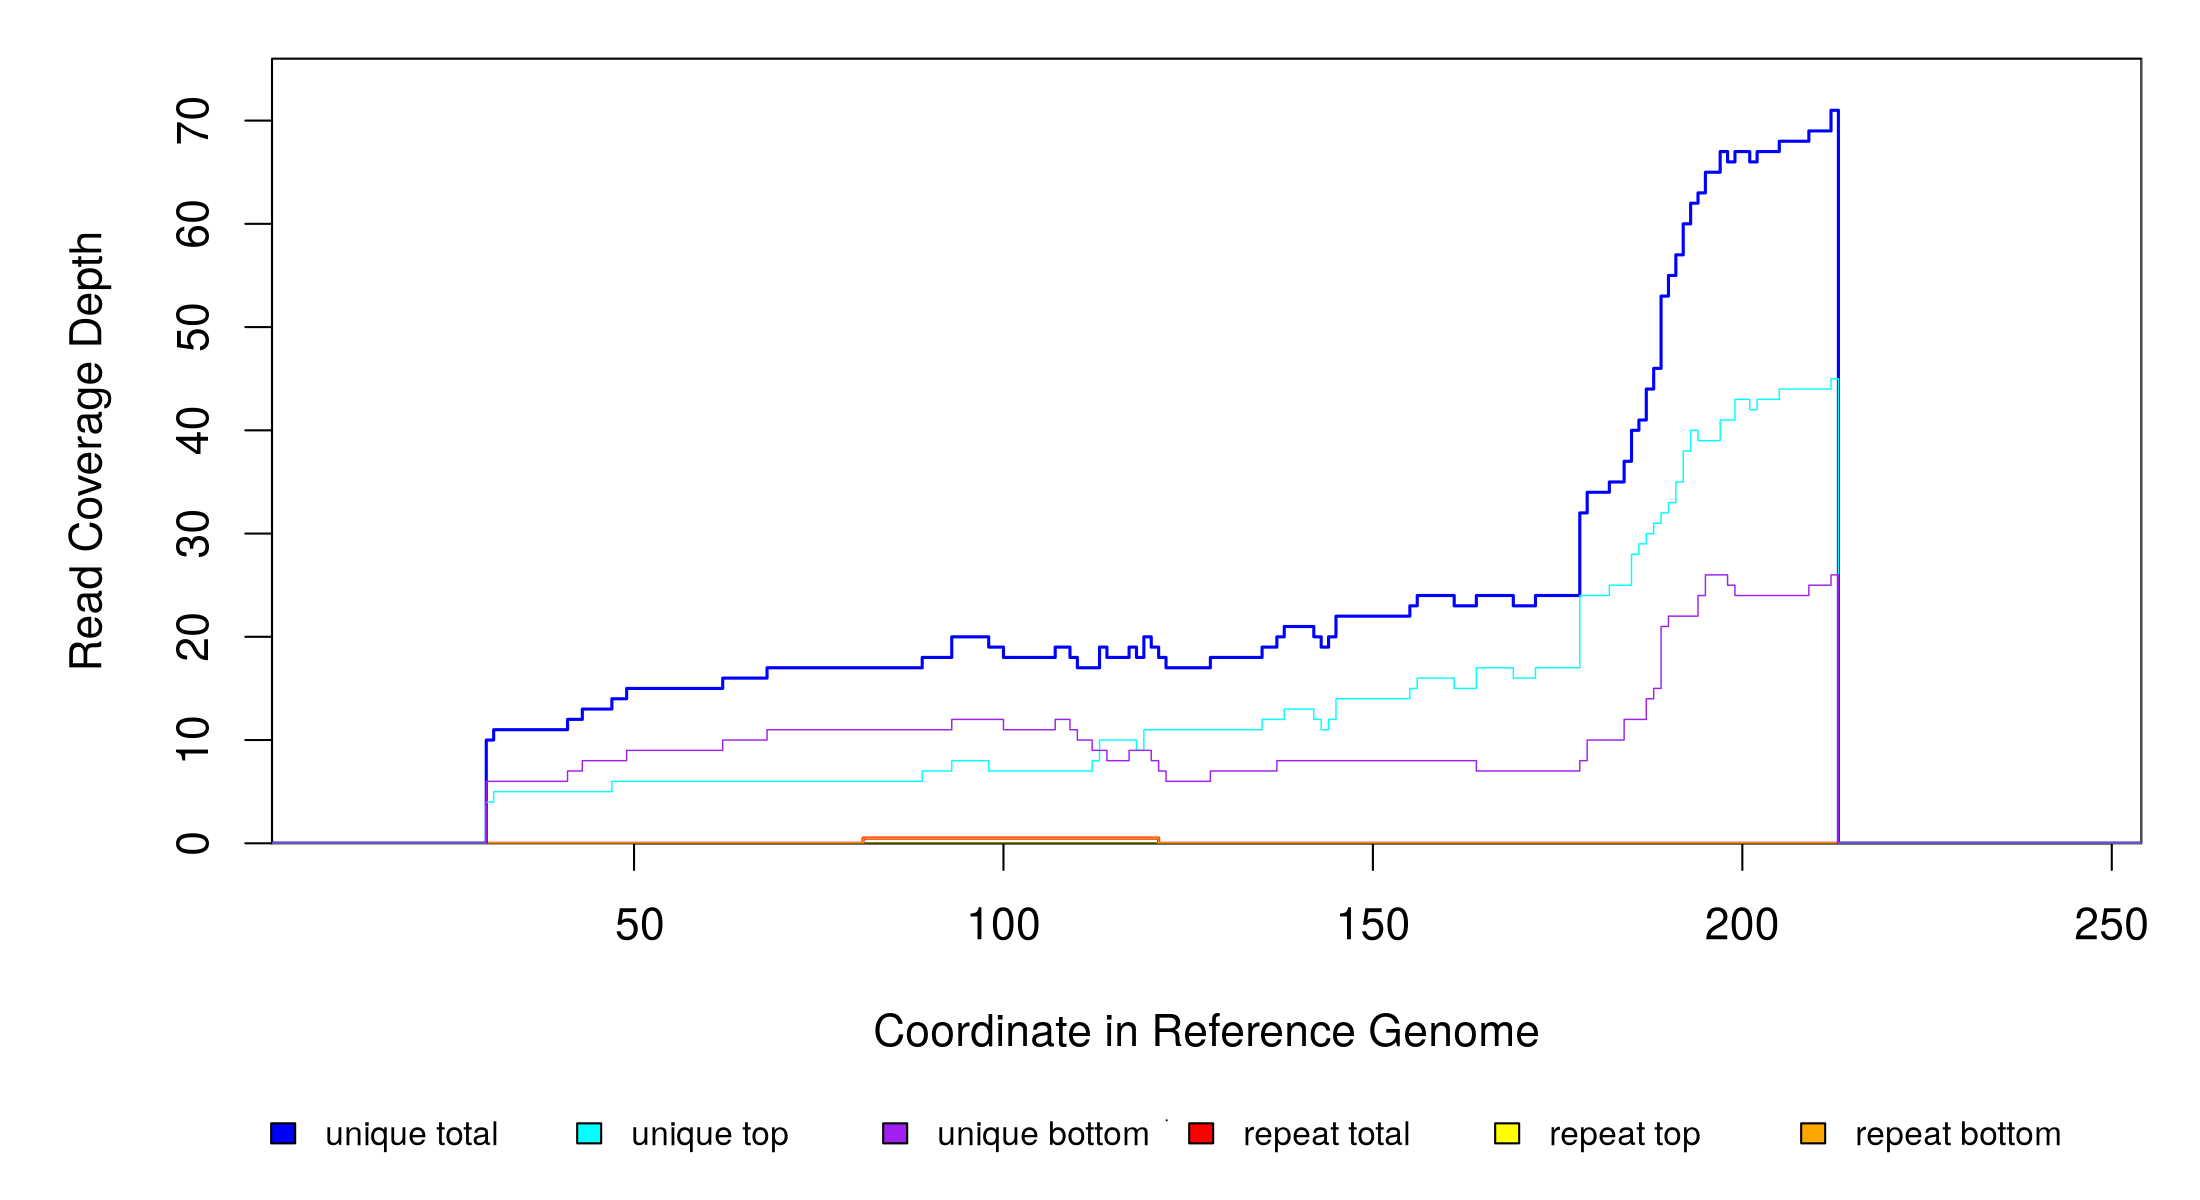 Read Coverage Depth
70
60
50
40
30
20
10
0
50 100 150 200 250
Coordinate in Reference Genome
unique total unique top unique bottom repeat total repeat top repeat bottom